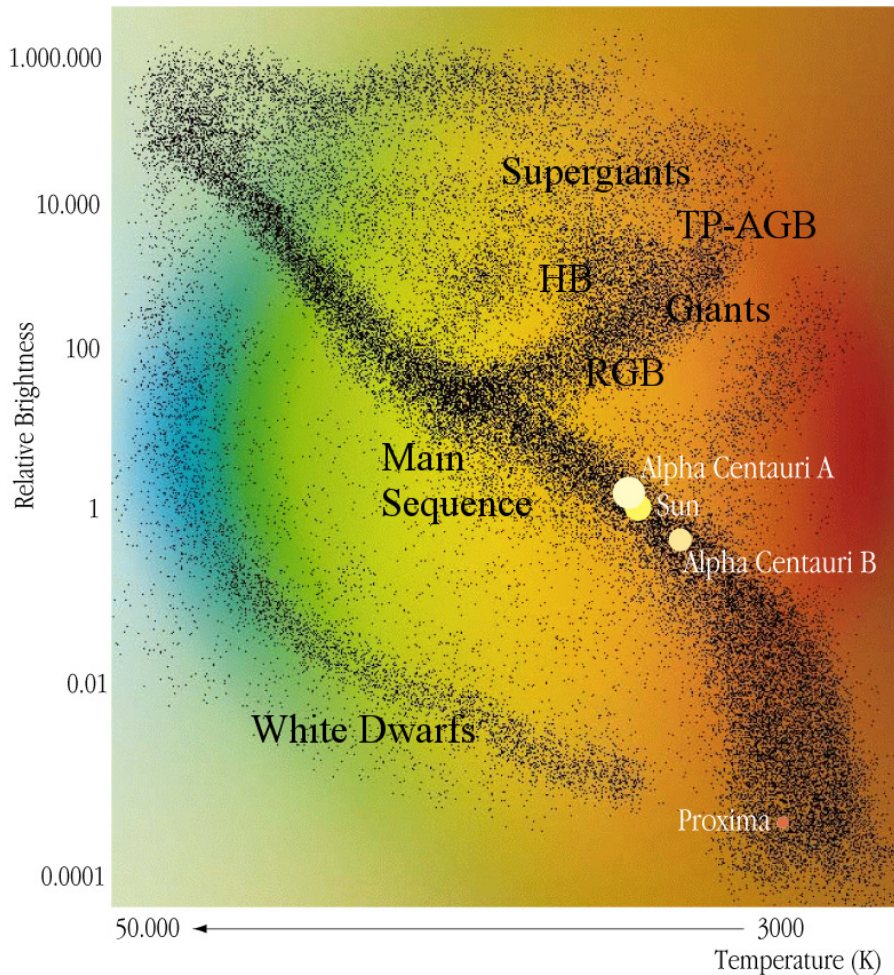 1.000.000
Supergiants
10.000
TP-AGB
HB
Giants
100
RGB
Relative Brightness
Main
Sequence
Alpha Centauri A
1
Sun
Alpha Centauri B
0.01
White Dwarfs
Proxima
0.0001
50.000
3000
Temperature (K)